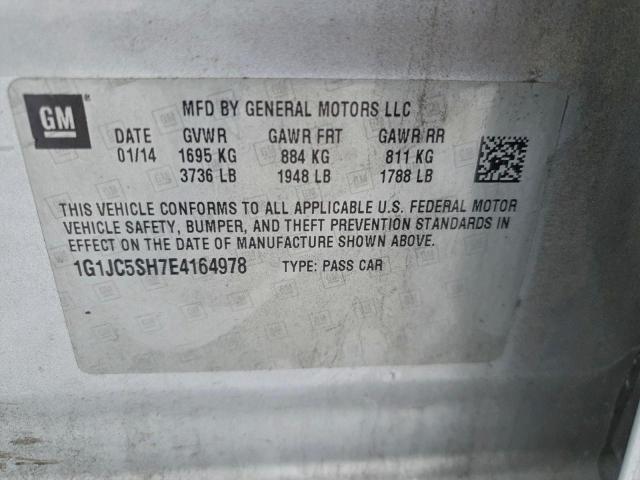 GM ®
MFD BY GENERAL MOTORS LLC
DATE GVWR GAWR FRT GAWR RR
01/14 1695 KG 884 KG 811 KG
3736 LB 1948 LB 1788 LB
THIS VEHICLE CONFORMS TO ALL APPLICABLE U.S. FEDERAL MOTOR
VEHICLE SAFETY, BUMPER, AND THEFT PREVENTION STANDARDS IN
EFFECT ON THE DATE OF MANUFACTURE SHOWN ABOVE.
1G1JC5SH7E4164978 TYPE: PASS CAR